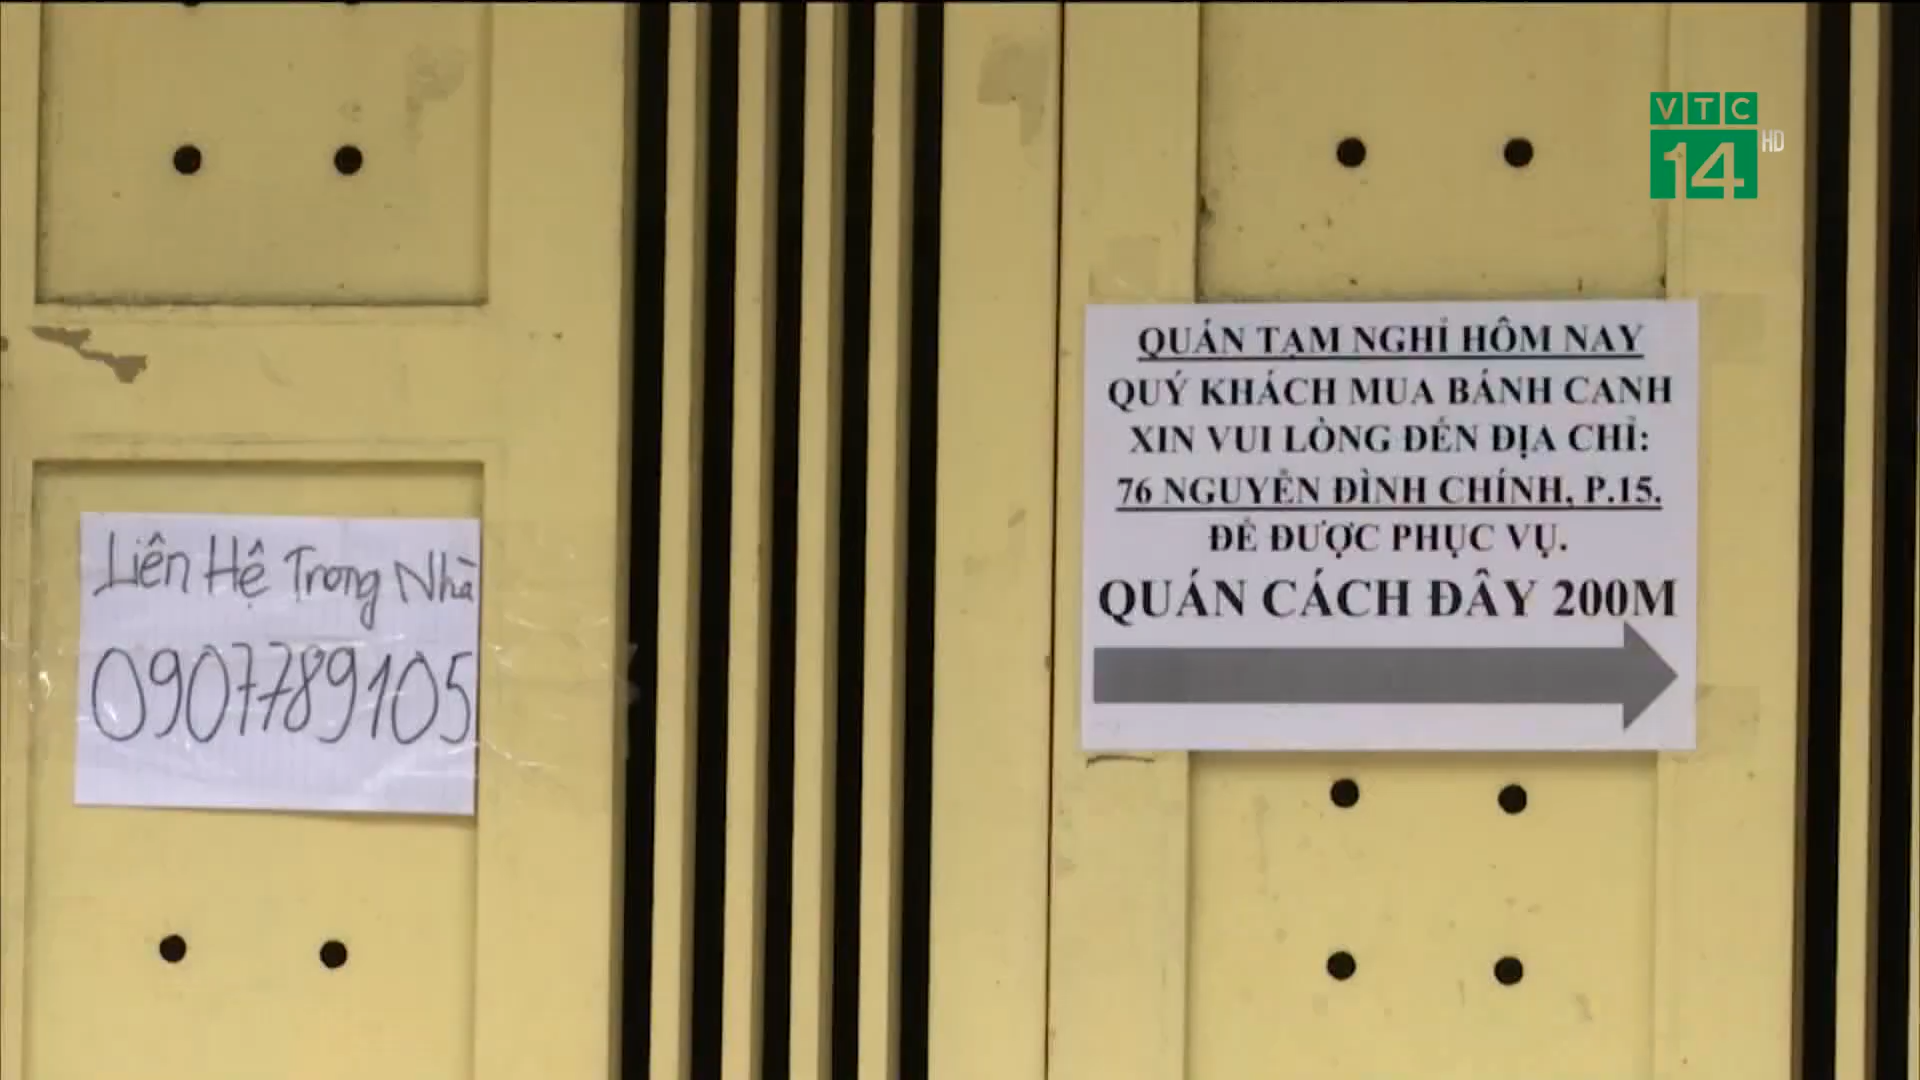 VTC
14 HD
QUÁN TẠM NGHỈ HÔM NAY
QUÝ KHÁCH MUA BÁNH CANH
XIN VUI LÒNG ĐẾN ĐỊA CHỈ:
76 NGUYỄN ĐÌNH CHÍNH, P.15.
ĐỂ ĐƯỢC PHỤC VỤ.
QUÁN CÁCH ĐÂY 200M
Liên Hệ Trong Nhà
0907789105